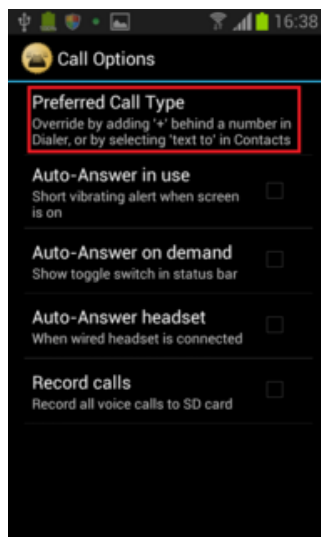 16:38
Call Options
Preferred Call Type
Override by adding '+' behind a number in
Dialer, or by selecting 'text to' in Contacts
Auto-Answer in use
Short vibrating alert when screen
is on
Auto-Answer on demand
Show toggle switch in status bar
Auto-Answer headset
When wired headset is connected
Record calls
Record all voice calls to SD card